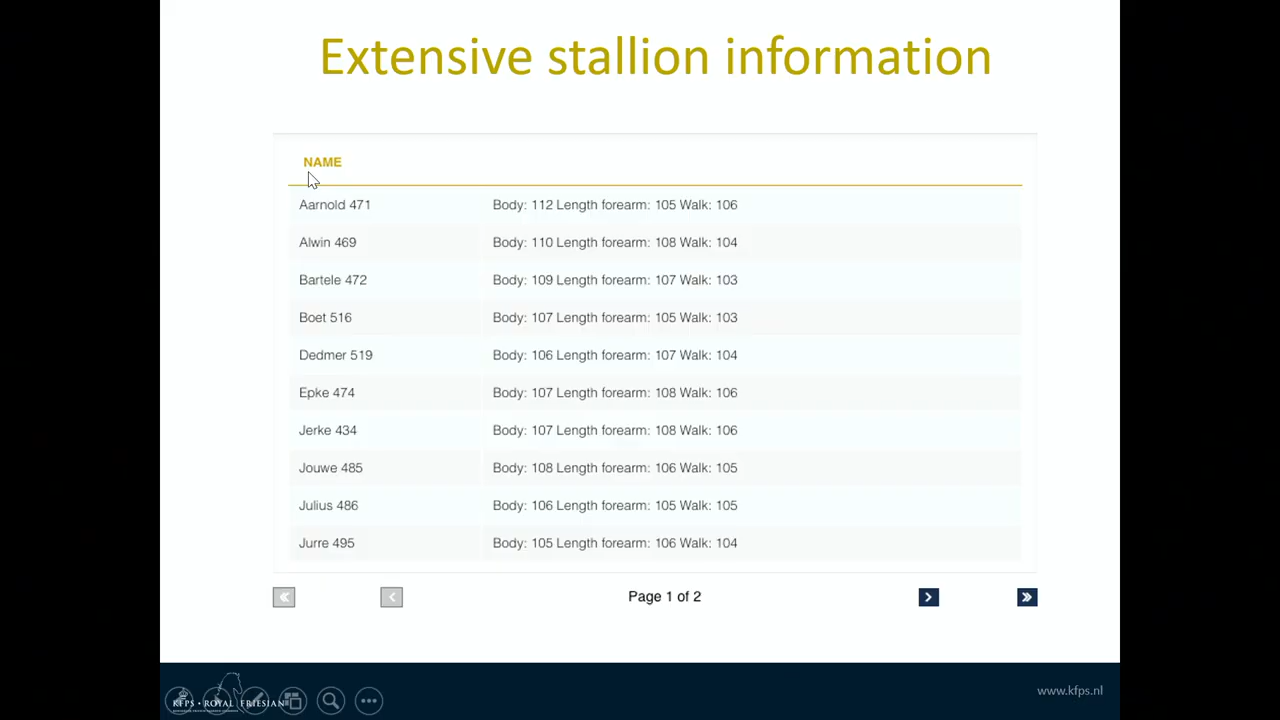 Extensive stallion information
NAME
Aarnold 471 Body: 112 Length forearm: 105 Walk: 106
Alwin 469 Body: 110 Length forearm: 108 Walk: 104
Bartele 472 Body: 109 Length forearm: 107 Walk: 103
Boet 516 Body: 107 Length forearm: 105 Walk: 103
Dedmer 519 Body: 106 Length forearm: 107 Walk: 104
Epke 474 Body: 107 Length forearm: 108 Walk: 106
Jerke 434 Body: 107 Length forearm: 108 Walk: 106
Jouwe 485 Body: 108 Length forearm: 106 Walk: 105
Julius 486 Body: 106 Length forearm: 105 Walk: 105
Jurre 495 Body: 105 Length forearm: 106 Walk: 104
Page 1 of 2
www.kfps.nl
KFPS • ROYAL FRIESIAN